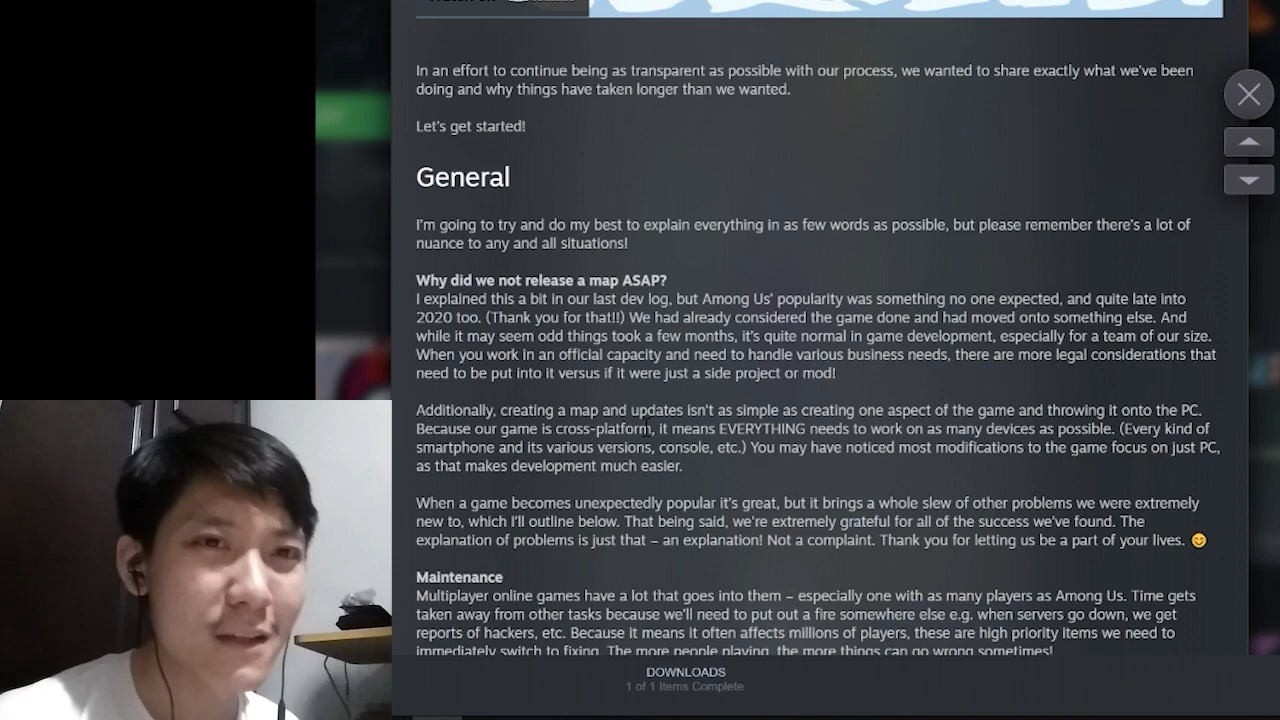 In an effort to continue being as transparent as possible with our process, we wanted to share exactly what we've been
doing and why things have taken longer than we wanted.
Let's get started!
General
I'm going to try and do my best to explain everything in as few words as possible, but please remember there's a lot of
nuance to any and all situations!
Why did we not release a map ASAP?
I explained this a bit in our last dev log, but Among Us' popularity was something no one expected, and quite late into
2020 too. (Thank you for that!!) We had already considered the game done and had moved onto something else. And
while it may seem odd things took a few months, it's quite normal in game development, especially for a team of our size.
When you work in an official capacity and need to handle various business needs, there are more legal considerations that
need to be put into it versus if it were just a side project or mod!
Additionally, creating a map and updates isn't as simple as creating one aspect of the game and throwing it onto the PC.
Because our game is cross-platform, it means EVERYTHING needs to work on as many devices as possible. (Every kind of
smartphone and its various versions, console, etc.) You may have noticed most modifications to the game focus on just PC,
as that makes development much easier.
When a game becomes unexpectedly popular it's great, but it brings a whole slew of other problems we were extremely
new to, which I'll outline below. That being said, we're extremely grateful for all of the success we've found. The
explanation of problems is just that – an explanation! Not a complaint. Thank you for letting us be a part of your lives. 😊
Maintenance
Multiplayer online games have a lot that goes into them – especially one with as many players as Among Us. Time gets
taken away from other tasks because we'll need to put out a fire somewhere else e.g. when servers go down, we get
reports of hackers, etc. Because it means it often affects millions of players, these are high priority items we need to
immediately switch to fixing. The more people playing, the more things can go wrong sometimes!
DOWNLOADS
1 of 1 Items Complete